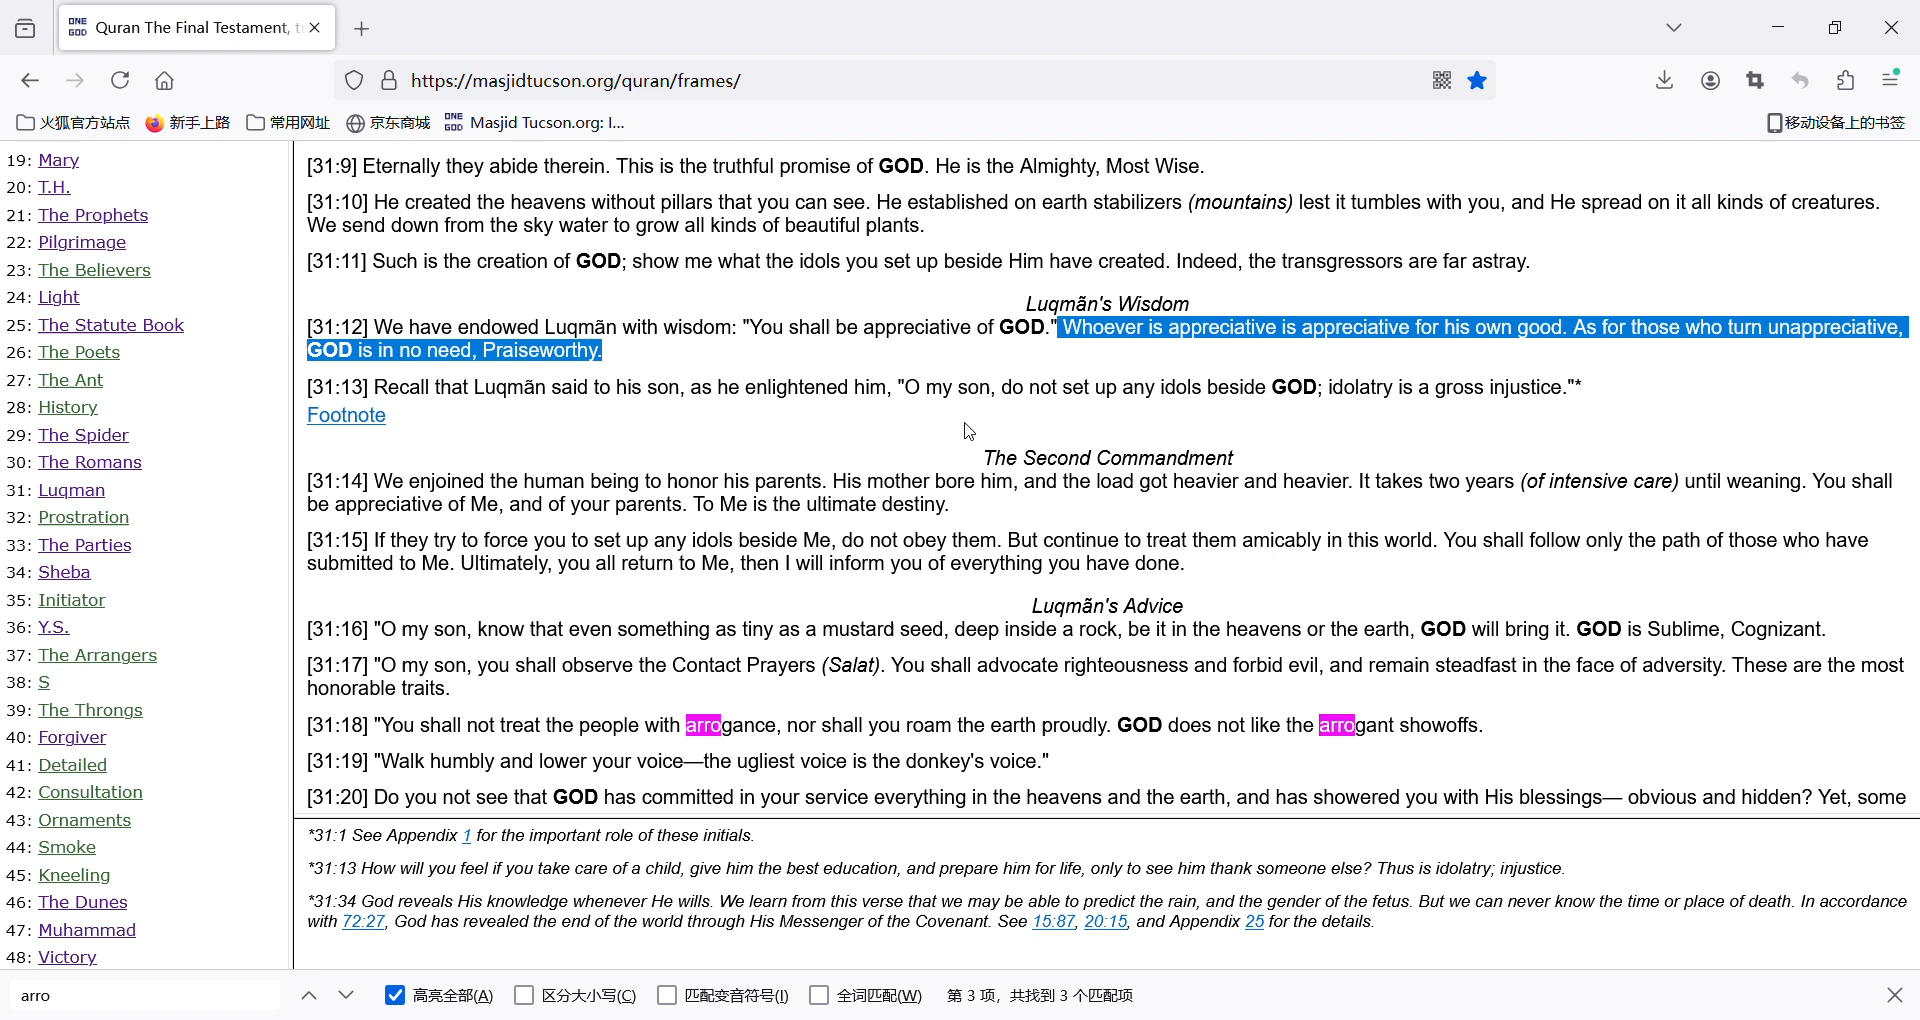 Quran The Final Testament, t
https://masjidtucson.org/quran/frames/
火狐官方站点 新手上路 常用网址 京东商城 ONE GOD Masjid Tucson.org: I... 移动设备上的书签
19: Mary
20: T.H.
21: The Prophets
22: Pilgrimage
23: The Believers
24: Light
25: The Statute Book
26: The Poets
27: The Ant
28: History
29: The Spider
30: The Romans
31: Luqman
32: Prostration
33: The Parties
34: Sheba
35: Initiator
36: Y.S.
37: The Arrangers
38: S
39: The Throngs
40: Forgiver
41: Detailed
42: Consultation
43: Ornaments
44: Smoke
45: Kneeling
46: The Dunes
47: Muhammad
48: Victory
[31:9] Eternally they abide therein. This is the truthful promise of GOD. He is the Almighty, Most Wise.
[31:10] He created the heavens without pillars that you can see. He established on earth stabilizers (mountains) lest it tumbles with you, and He spread on it all kinds of creatures.
We send down from the sky water to grow all kinds of beautiful plants.
[31:11] Such is the creation of GOD; show me what the idols you set up beside Him have created. Indeed, the transgressors are far astray.
Luqmãn's Wisdom
[31:12] We have endowed Luqmãn with wisdom: "You shall be appreciative of GOD." Whoever is appreciative is appreciative for his own good. As for those who turn unappreciative,
GOD is in no need, Praiseworthy.
[31:13] Recall that Luqmãn said to his son, as he enlightened him, "O my son, do not set up any idols beside GOD; idolatry is a gross injustice."*
Footnote
The Second Commandment
[31:14] We enjoined the human being to honor his parents. His mother bore him, and the load got heavier and heavier. It takes two years (of intensive care) until weaning. You shall
be appreciative of Me, and of your parents. To Me is the ultimate destiny.
[31:15] If they try to force you to set up any idols beside Me, do not obey them. But continue to treat them amicably in this world. You shall follow only the path of those who have
submitted to Me. Ultimately, you all return to Me, then I will inform you of everything you have done.
Luqmãn's Advice
[31:16] "O my son, know that even something as tiny as a mustard seed, deep inside a rock, be it in the heavens or the earth, GOD will bring it. GOD is Sublime, Cognizant.
[31:17] "O my son, you shall observe the Contact Prayers (Salat). You shall advocate righteousness and forbid evil, and remain steadfast in the face of adversity. These are the most
honorable traits.
[31:18] "You shall not treat the people with arrogance, nor shall you roam the earth proudly. GOD does not like the arrogant showoffs.
[31:19] "Walk humbly and lower your voice—the ugliest voice is the donkey's voice."
[31:20] Do you not see that GOD has committed in your service everything in the heavens and the earth, and has showered you with His blessings— obvious and hidden? Yet, some
*31:1 See Appendix 1 for the important role of these initials.
*31:13 How will you feel if you take care of a child, give him the best education, and prepare him for life, only to see him thank someone else? Thus is idolatry; injustice.
*31:34 God reveals His knowledge whenever He wills. We learn from this verse that we may be able to predict the rain, and the gender of the fetus. But we can never know the time or place of death. In accordance
with 72:27, God has revealed the end of the world through His Messenger of the Covenant. See 15:87, 20:15, and Appendix 25 for the details.
arro 高亮全部(A) 区分大小写(C) 匹配变音符号(I) 全词匹配(W) 第 3 项，共找到 3 个匹配项